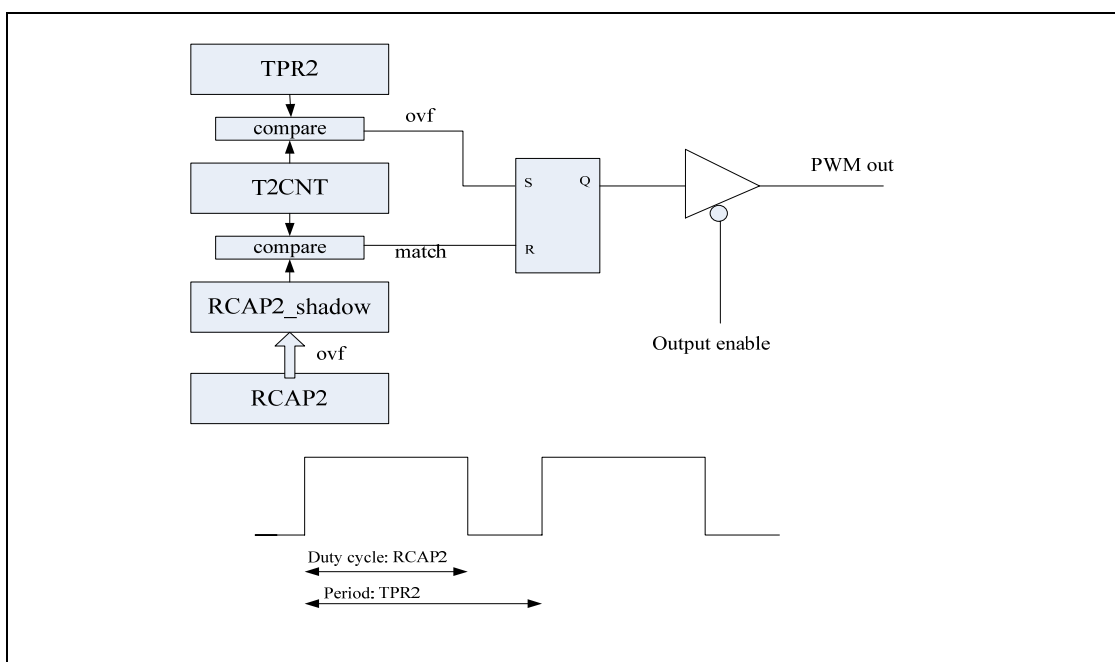 TPR2
ovf
compare
PWM out
S
Q
T2CNT
compare
match
R
RCAP2_shadow
Output enable
ovf
RCAP2
Duty cycle: RCAP2
Period: TPR2